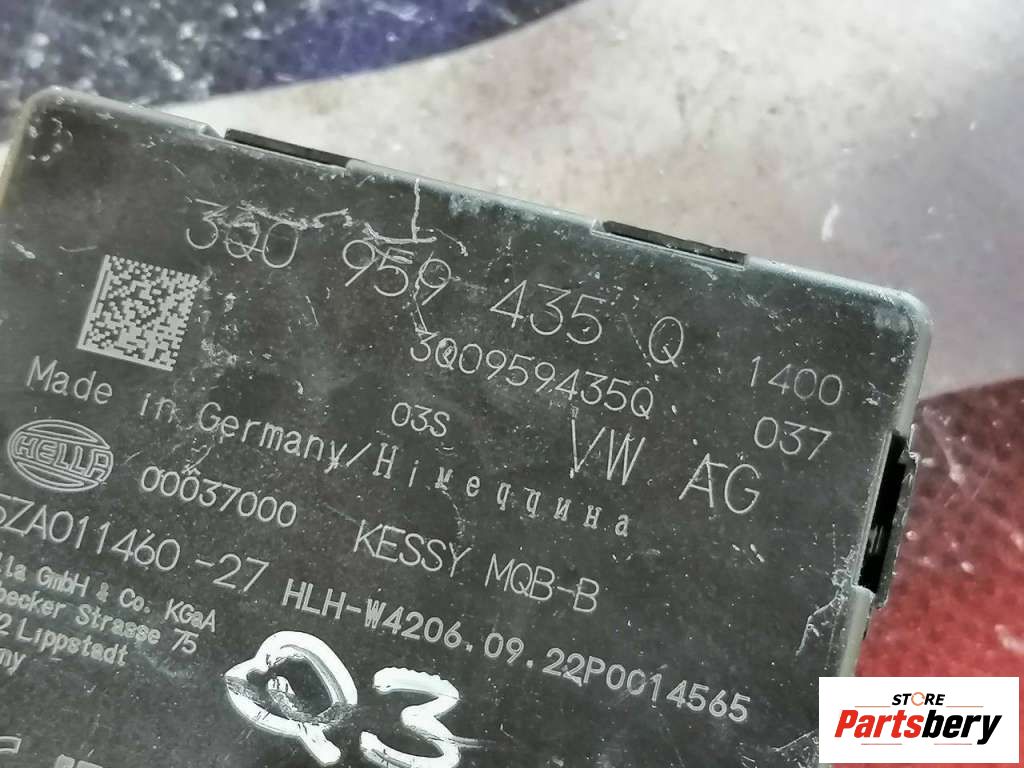 3Q0 959 435 Q
3Q0959435Q
1400
037
03S
VW AG
Made in Germany/Німеччина
HELLA
00037000
KESSY MQB-B
5ZA011460-27
HLH-W4206.09.22P0014565
GmbH & Co. KGaA
Strasse 75
Lippstadt
Q3
STORE
Partsbery